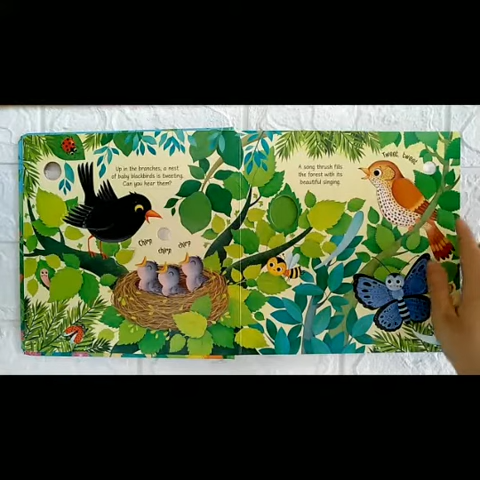 Up in the branches, a nest
of baby blackbirds is tweeting.
Can you hear them?
Chirp
chirp
chirp
A song thrush fills
the forest with its
beautiful singing.
Tweet tweet